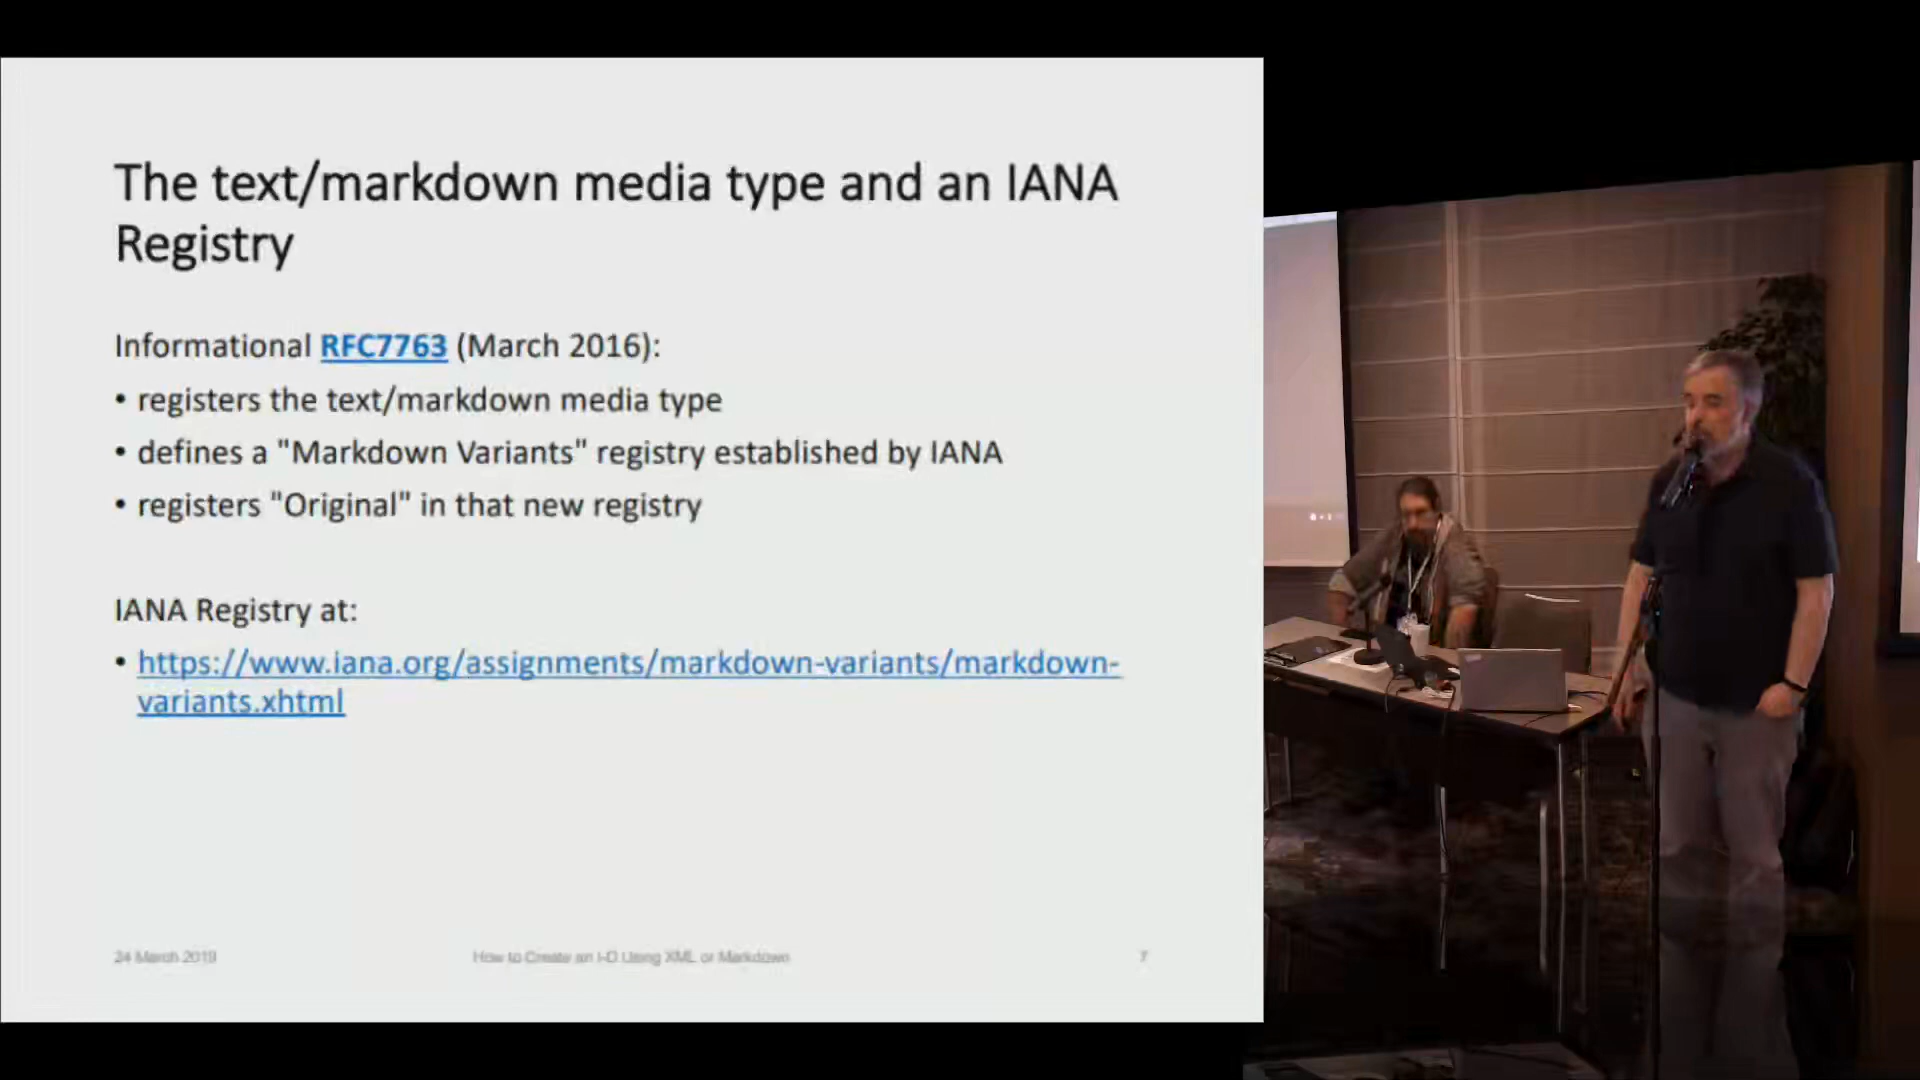 The text/markdown media type and an IANA
Registry
Informational RFC7763 (March 2016):
• registers the text/markdown media type
• defines a "Markdown Variants" registry established by IANA
• registers "Original" in that new registry
IANA Registry at:
• https://www.iana.org/assignments/markdown-variants/markdown-
variants.xhtml
24 March 2019
How to Create an I-D Using XML or Markdown
7